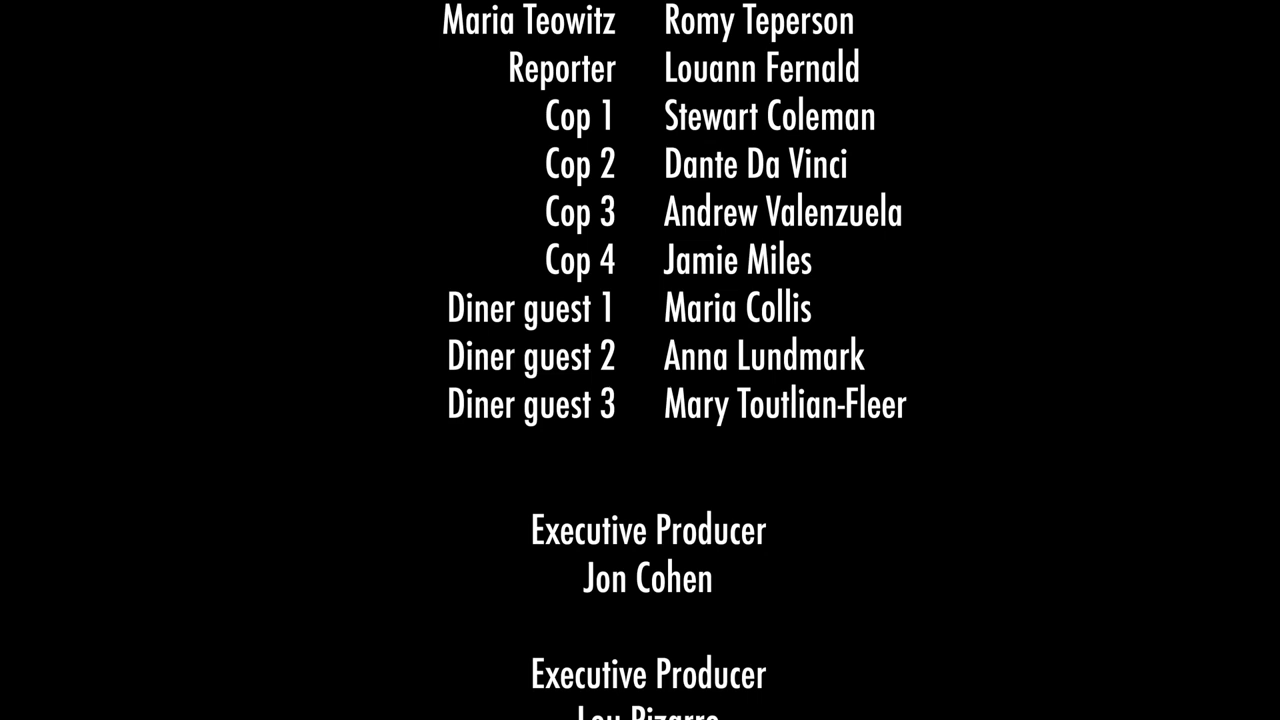 Maria Teowitz Romy Teperson
Reporter Louann Fernald
Cop 1 Stewart Coleman
Cop 2 Dante Da Vinci
Cop 3 Andrew Valenzuela
Cop 4 Jamie Miles
Diner guest 1 Maria Collis
Diner guest 2 Anna Lundmark
Diner guest 3 Mary Toutlian-Fleer
Executive Producer
Jon Cohen
Executive Producer
Lou Pizarro